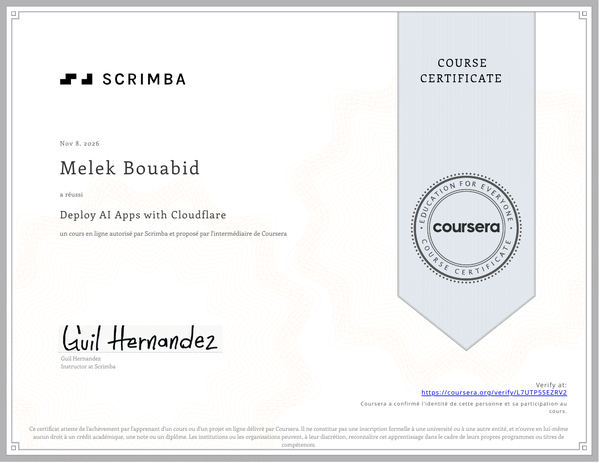 SCRIMBA
COURSE
CERTIFICATE
Nov 8, 2026
Melek Bouabid
a réussi
Deploy AI Apps with Cloudflare
un cours en ligne autorisé par Scrimba et proposé par l'intermédiaire de Coursera
EDUCATION FOR EVERYONE
coursera
COURSE CERTIFICATE
Guil Hernandez
Guil Hernandez
Instructor at Scrimba
Verify at:
https://coursera.org/verify/L7UTP55EZRV2
Coursera a confirmé l'identité de cette personne et sa participation au
cours.
Ce certificat atteste de l'achèvement par l'apprenant d'un cours ou d'un projet en ligne délivré par Coursera. Il ne constitue pas une inscription formelle à une université ou à une autre entité, et n'ouvre en lui-même
aucun droit à un crédit académique, une note ou un diplôme. Les institutions ou les organisations peuvent, à leur discrétion, reconnaître cet apprentissage dans le cadre de leurs propres programmes ou titres de
compétences.